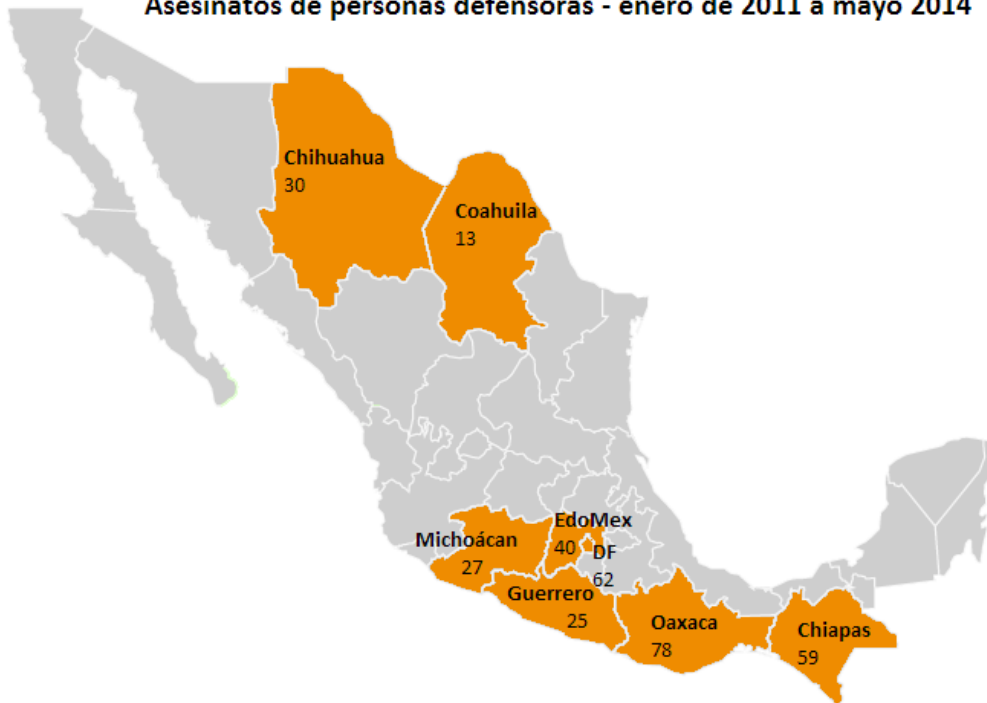 Asesinatos de personas defensoras - enero de 2011 a mayo 2014
Chihuahua
30
Coahuila
13
EdoMex
40
DF
62
Michoácan
27
Guerrero
25
Oaxaca
78
Chiapas
59